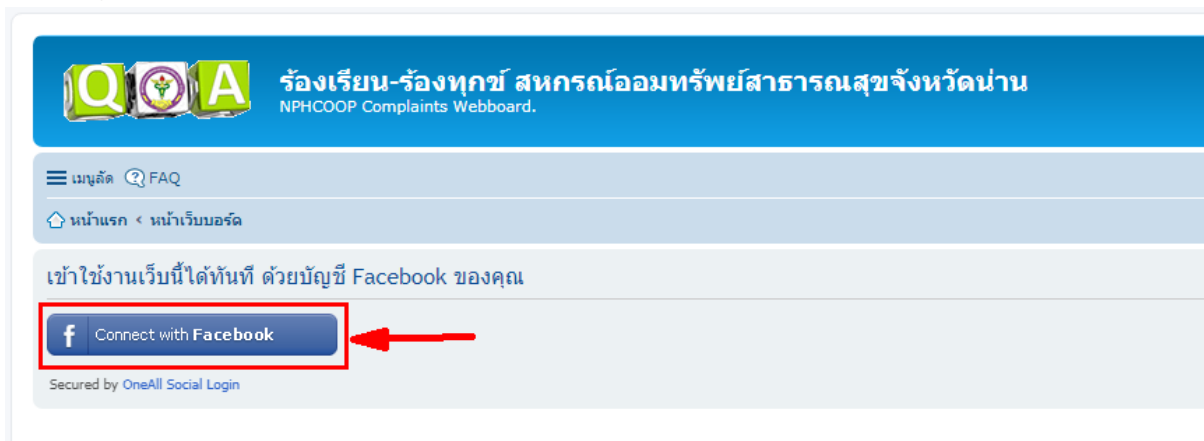 Q A
ร้องเรียน-ร้องทุกข์ สหกรณ์ออมทรัพย์สาธารณสุขจังหวัดน่าน
NPHCOOP Complaints Webboard.
เมนูลัด FAQ
หน้าแรก ‹ หน้าเว็บบอร์ด
เข้าใช้งานเว็บนี้ได้ทันที ด้วยบัญชี Facebook ของคุณ
f Connect with Facebook
Secured by OneAll Social Login